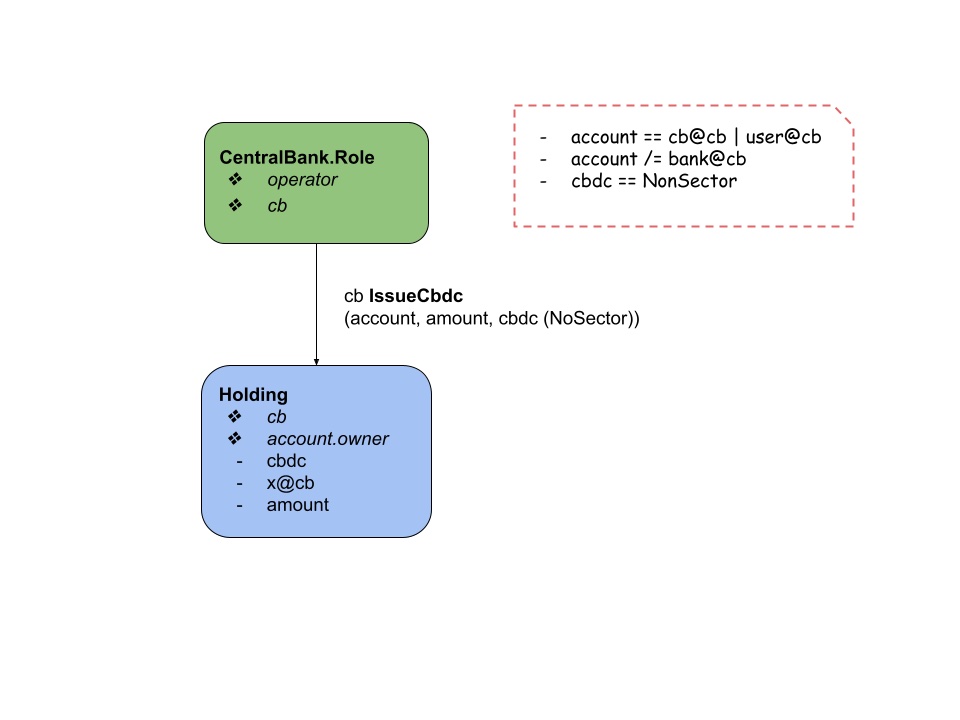 CentralBank.Role
❖ operator
❖ cb
- account == cb@cb | user@cb
- account /= bank@cb
- cbdc == NonSector
cb IssueCbdc
(account, amount, cbdc (NoSector))
Holding
❖ cb
❖ account.owner
- cbdc
- x@cb
- amount